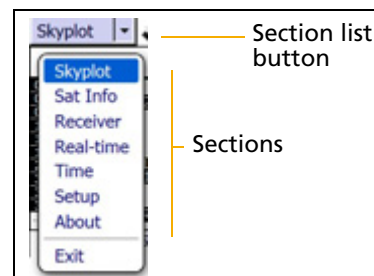 Skyplot
Section list
button
Skyplot
Sat Info
Receiver
Real-time
Time
Setup
About
Exit
Sections